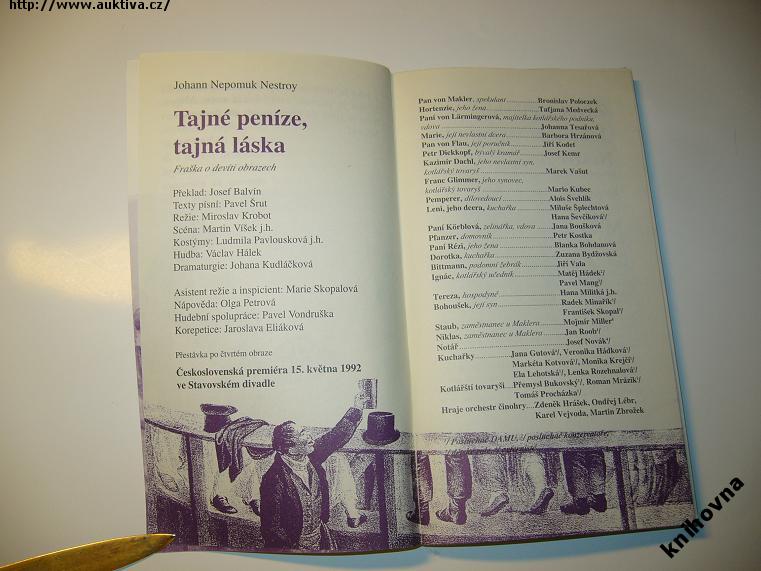 http://www.auktiva.cz/
Johann Nepomuk Nestroy
Tajné peníze,
tajná láska
Fraška o devíti obrazech
Překlad: Josef Balvín
Texty písní: Pavel Šrut
Režie: Miroslav Krobot
Scéna: Martin Víšek j.h.
Kostýmy: Ludmila Pavlousková j.h.
Hudba: Václav Hálek
Dramaturgie: Johana Kudláčková
Asistent režie a inspicient: Marie Skopalová
Nápověda: Olga Petrová
Hudební spolupráce: Pavel Vondruška
Korepetice: Jaroslava Eliáková
Přestávka po čtvrtém obraze
Československá premiéra 15. května 1992
ve Stavovském divadle
Pan von Makler, spekulant Bronislav Poloczek
Hortenzie, jeho žena Taťjana Medvecká
Paní von Lärmingerová, majitelka kotlářského podniku,
vdova Johanna Tesařová
Marie, její nevlastní dcera Barbora Hrzánová
Pan von Flau, její poručník Jiří Kodet
Petr Dickkopf, bývalý kramář Josef Kemr
Kazimír Dachl, jeho nevlastní syn,
kotlářský tovaryš Marek Vašut
Franc Glimmer, jeho synovec,
kotlářský tovaryš Mario Kubec
Pemperer, dílovedoucí Alois Švehlík
Leni, jeho dcera, kuchařka Miluše Šplechtová
Hana Ševčíková
Paní Körblová, zelinářka, vdova Jana Boušková
Pfanzer, domovník Petr Kostka
Paní Rézi, jeho žena Blanka Bohdanová
Dorotka, kuchařka Zuzana Bydžovská
Bittmann, podomní žebrák Jiří Vala
Ignác, kotlářský učedník Matěj Hádek
Pavel Mang
Tereza, hospodyně Hana Militká j.h.
Bohoušek, její syn Radek Minařík
František Skopal
Staub, zaměstnanec u Maklera Mojmír Miller
Niklas, zaměstnanec u Maklera Jan Roob
Notář Josef Novák
Kuchařky Jana Gutová, Veronika Hádková
Markéta Kotvová, Monika Krejčí
Ela Lehotská, Lenka Rozehnalová
Kotlářští tovaryši Přemysl Bukovský, Roman Mrázik
Tomáš Procházka
Hraje orchestr činohry Zdeněk Hrášek, Ondřej Lébr,
Karel Vejvoda, Martin Zbrožek
Posluchač DAMU, posluchač konzervatoře,
knihovna